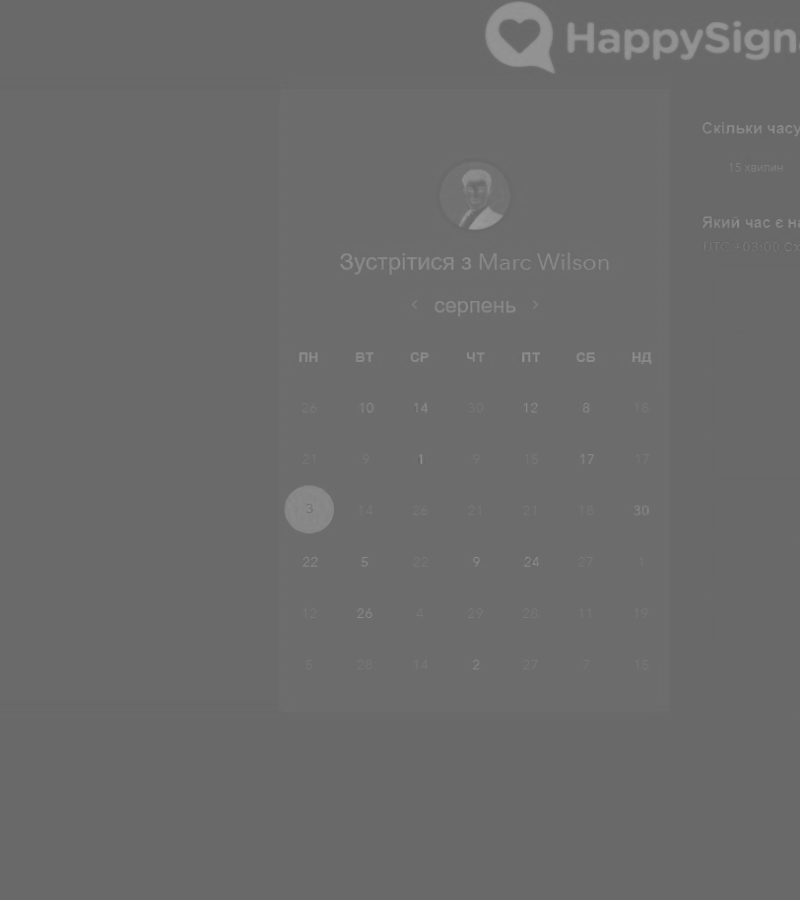 HappySign
Скільки часу
15 хвилин
Який час є на
UTC +03:00 Сх
Зустрітися з Marc Wilson
серпень
ПН ВТ СР ЧТ ПТ СБ НД
26 10 14 30 12 8 18
21 9 1 9 15 17 17
3 14 26 21 21 18 30
22 5 22 9 24 27 1
12 26 4 29 28 11 19
5 28 14 2 27 7 15